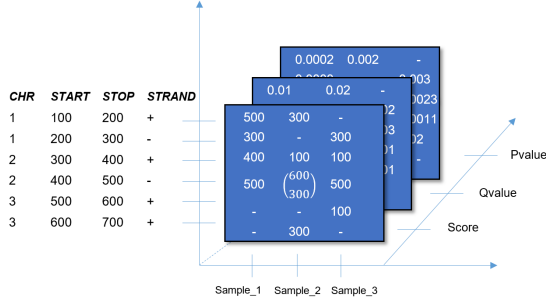 0.0002 0.002 -
0.003
0.01 0.02 -
0023
CHR START STOP STRAND
1 100 200 + 500 300 -
0011
1 200 300 - 300 - 300
2 300 400 + 400 100 100
-
Pvalue
2 400 500 - 500 (600 500
300)
Qvalue
3 500 600 + - - 100
3 600 700 + - 300 -
Score
Sample_1 Sample_2 Sample_3